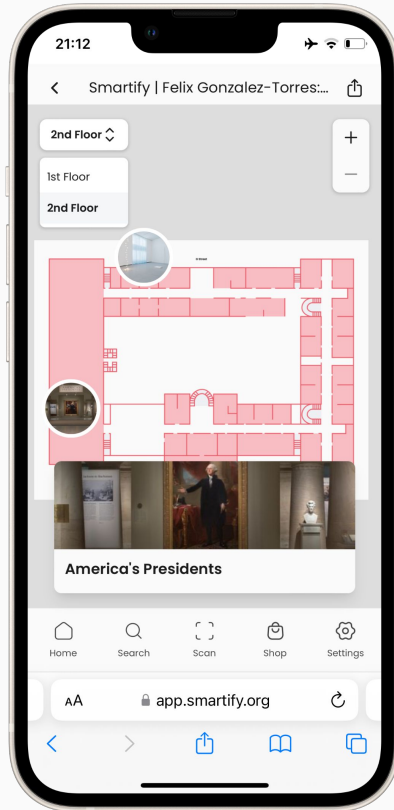 21:12
Smartify | Felix Gonzalez-Torres:...
2nd Floor
1st Floor
2nd Floor
America's Presidents
Home
Search
Scan
Shop
Settings
AA
app.smartify.org